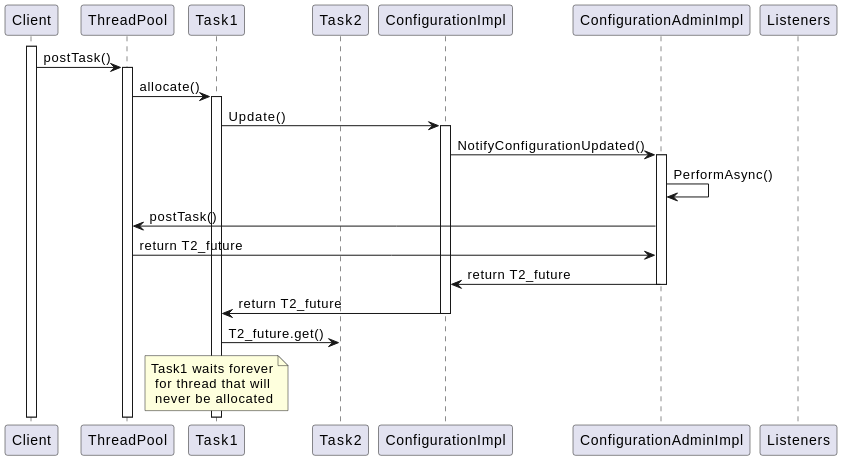 Client ThreadPool Task1 Task2 ConfigurationImpl ConfigurationAdminImpl Listeners
postTask()
allocate()
Update()
NotifyConfigurationUpdated()
PerformAsync()
postTask()
return T2_future
return T2_future
return T2_future
T2_future.get()
Task1 waits forever
for thread that will
never be allocated
Client ThreadPool Task1 Task2 ConfigurationImpl ConfigurationAdminImpl Listeners